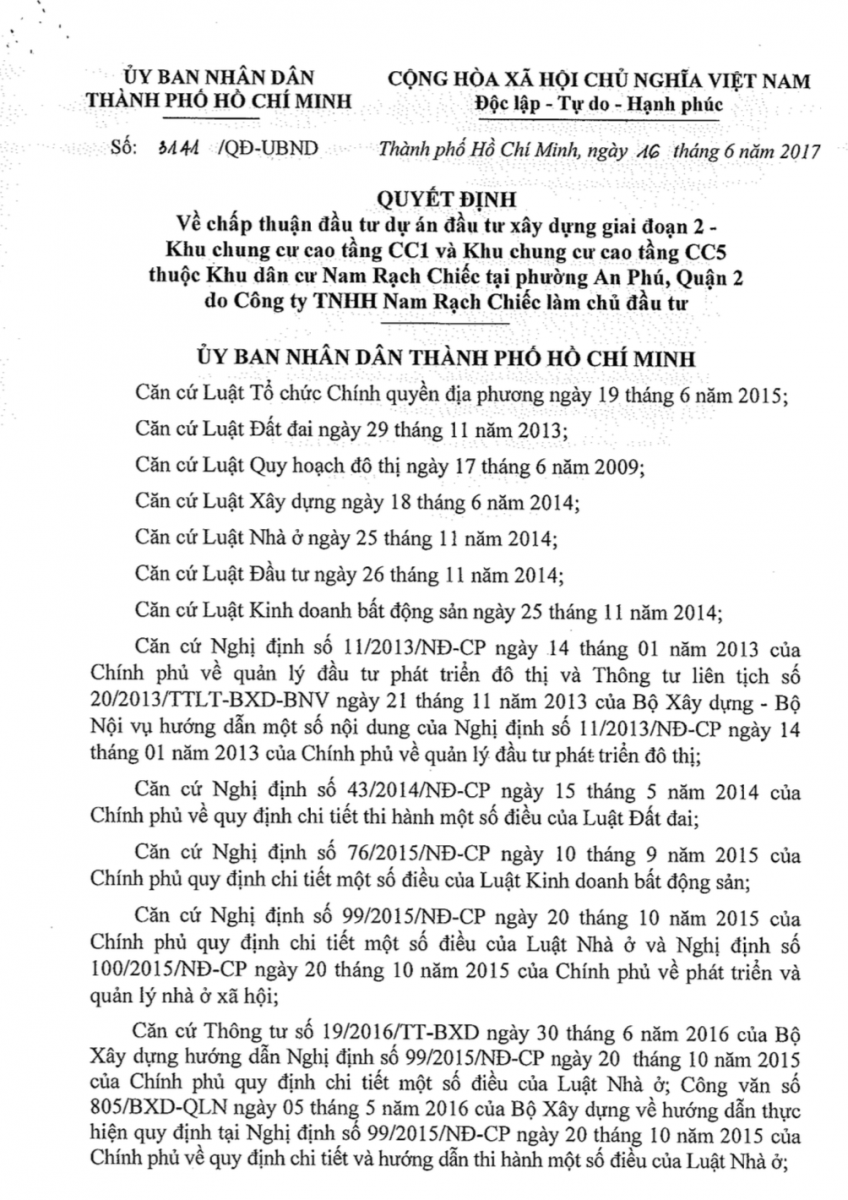 ỦY BAN NHÂN DÂN
THÀNH PHỐ HỒ CHÍ MINH
CỘNG HÒA XÃ HỘI CHỦ NGHĨA VIỆT NAM
Độc lập - Tự do - Hạnh phúc
Số: 3141 /QĐ-UBND
Thành phố Hồ Chí Minh, ngày 16 tháng 6 năm 2017
QUYẾT ĐỊNH
Về chấp thuận đầu tư dự án đầu tư xây dựng giai đoạn 2 -
Khu chung cư cao tầng CC1 và Khu chung cư cao tầng CC5
thuộc Khu dân cư Nam Rạch Chiếc tại phường An Phú, Quận 2
do Công ty TNHH Nam Rạch Chiếc làm chủ đầu tư
ỦY BAN NHÂN DÂN THÀNH PHỐ HỒ CHÍ MINH
Căn cứ Luật Tổ chức Chính quyền địa phương ngày 19 tháng 6 năm 2015;
Căn cứ Luật Đất đai ngày 29 tháng 11 năm 2013;
Căn cứ Luật Quy hoạch đô thị ngày 17 tháng 6 năm 2009;
Căn cứ Luật Xây dựng ngày 18 tháng 6 năm 2014;
Căn cứ Luật Nhà ở ngày 25 tháng 11 năm 2014;
Căn cứ Luật Đầu tư ngày 26 tháng 11 năm 2014;
Căn cứ Luật Kinh doanh bất động sản ngày 25 tháng 11 năm 2014;
Căn cứ Nghị định số 11/2013/NĐ-CP ngày 14 tháng 01 năm 2013 của
Chính phủ về quản lý đầu tư phát triển đô thị và Thông tư liên tịch số
20/2013/TTLT-BXD-BNV ngày 21 tháng 11 năm 2013 của Bộ Xây dựng - Bộ
Nội vụ hướng dẫn một số nội dung của Nghị định số 11/2013/NĐ-CP ngày 14
tháng 01 năm 2013 của Chính phủ về quản lý đầu tư phát triển đô thị;
Căn cứ Nghị định số 43/2014/NĐ-CP ngày 15 tháng 5 năm 2014 của
Chính phủ về quy định chi tiết thi hành một số điều của Luật Đất đai;
Căn cứ Nghị định số 76/2015/NĐ-CP ngày 10 tháng 9 năm 2015 của
Chính phủ quy định chi tiết một số điều của Luật Kinh doanh bất động sản;
Căn cứ Nghị định số 99/2015/NĐ-CP ngày 20 tháng 10 năm 2015 của
Chính phủ quy định chi tiết một số điều của Luật Nhà ở và Nghị định số
100/2015/NĐ-CP ngày 20 tháng 10 năm 2015 của Chính phủ về phát triển và
quản lý nhà ở xã hội;
Căn cứ Thông tư số 19/2016/TT-BXD ngày 30 tháng 6 năm 2016 của Bộ
Xây dựng hướng dẫn Nghị định số 99/2015/NĐ-CP ngày 20 tháng 10 năm 2015
của Chính phủ quy định chi tiết một số điều của Luật Nhà ở; Công văn số
805/BXD-QLN ngày 05 tháng 5 năm 2016 của Bộ Xây dựng về hướng dẫn thực
hiện quy định tại Nghị định số 99/2015/NĐ-CP ngày 20 tháng 10 năm 2015 của
Chính phủ về quy định chi tiết và hướng dẫn thi hành một số điều của Luật Nhà ở;